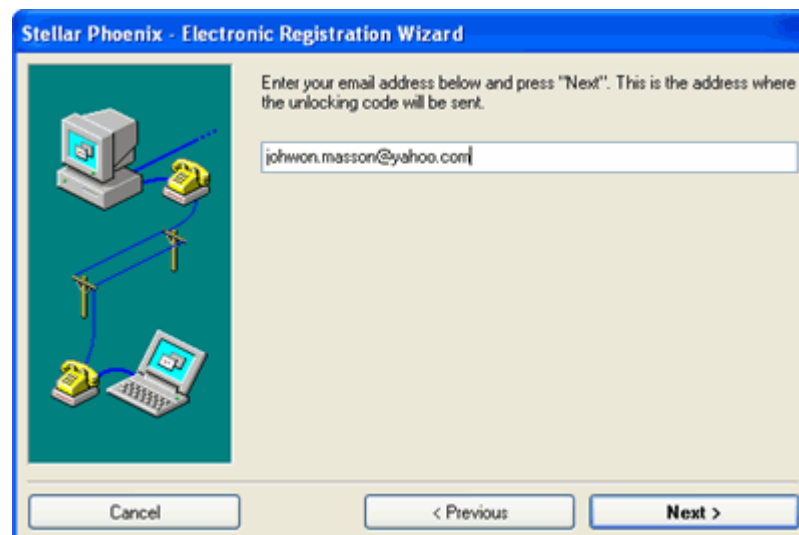 Stellar Phoenix - Electronic Registration Wizard
Enter your email address below and press "Next". This is the address where
the unlocking code will be sent.
johwon.masson@yahoo.com
Cancel
< Previous
Next >